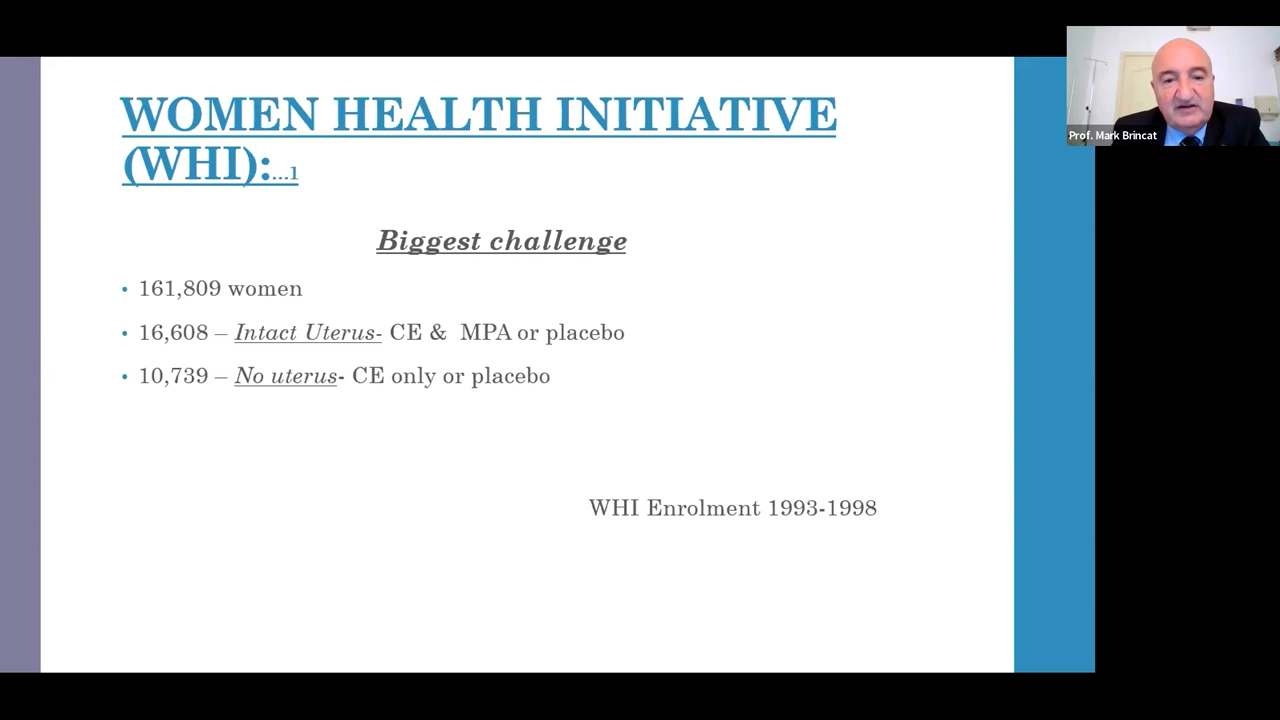 WOMEN HEALTH INITIATIVE
(WHI):...1
Biggest challenge
• 161,809 women
• 16,608 – Intact Uterus- CE &  MPA or placebo
• 10,739 – No uterus- CE only or placebo
WHI Enrolment 1993-1998
Prof. Mark Brincat